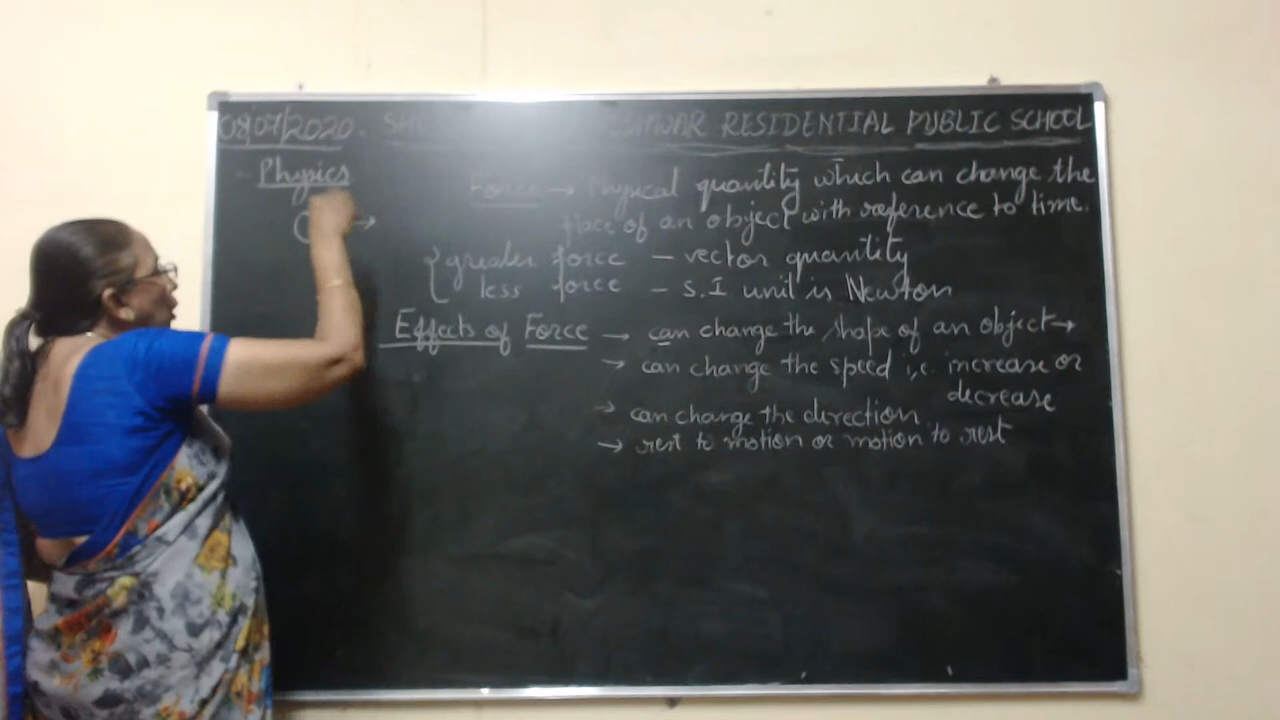 08/07/2020. RESIDENTIAL PUBLIC SCHOOL
Physics
Force → Physical quantity which can change the
place of an object with reference to time.
greater force — vector quantity
less force — S.I unit is Newton
Effects of Force → can change the shape of an object →
→ can change the speed i,e. increase or
decrease
→ can change the direction
→ rest to motion or motion to rest